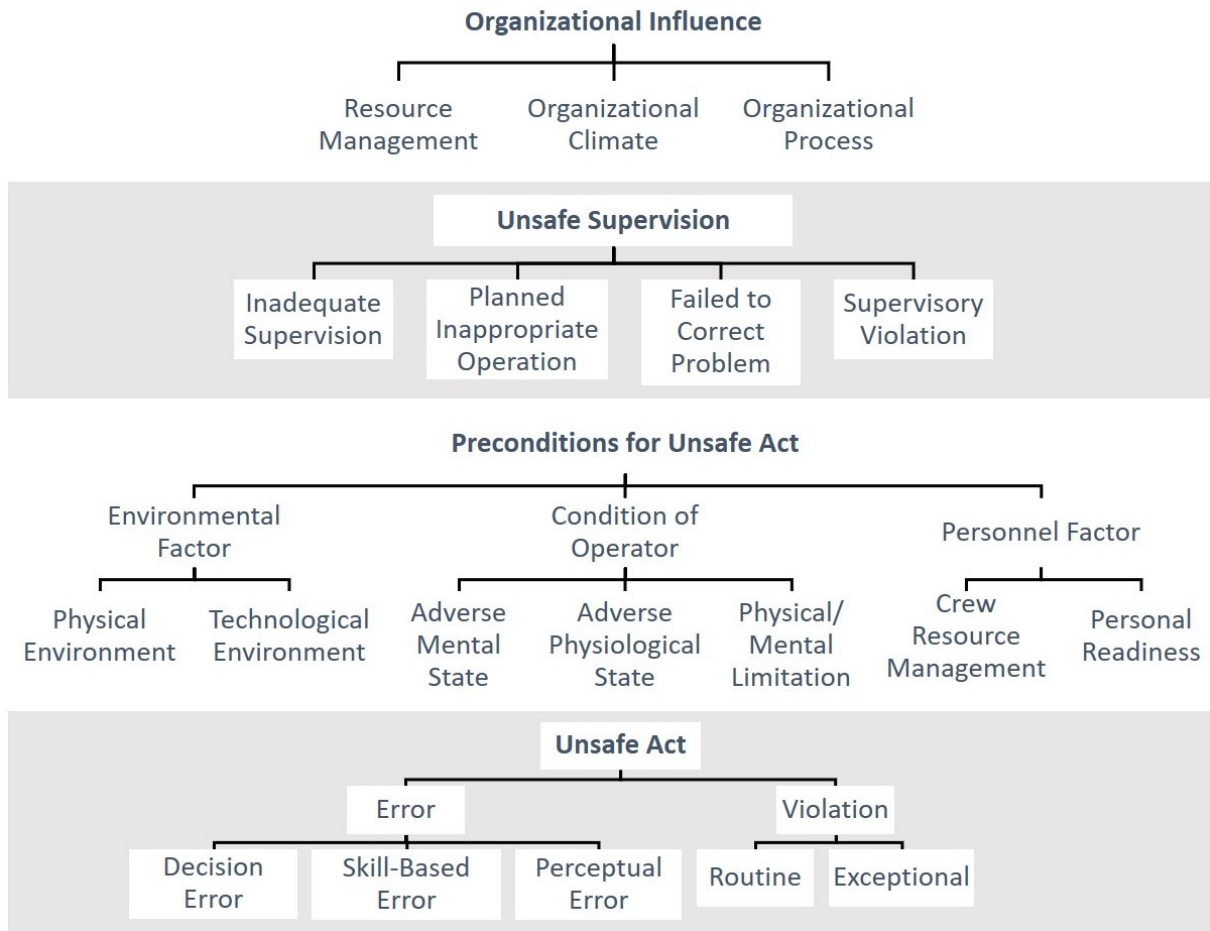 Organizational Influence
Resource
Management
Organizational
Climate
Organizational
Process
Unsafe Supervision
Inadequate
Supervision
Planned
Inappropriate
Operation
Failed to
Correct
Problem
Supervisory
Violation
Preconditions for Unsafe Act
Environmental
Factor
Condition of
Operator
Personnel Factor
Physical
Environment
Technological
Environment
Adverse
Mental
State
Adverse
Physiological
State
Physical/
Mental
Limitation
Crew
Resource
Management
Personal
Readiness
Unsafe Act
Error
Violation
Decision
Error
Skill-Based
Error
Perceptual
Error
Routine
Exceptional